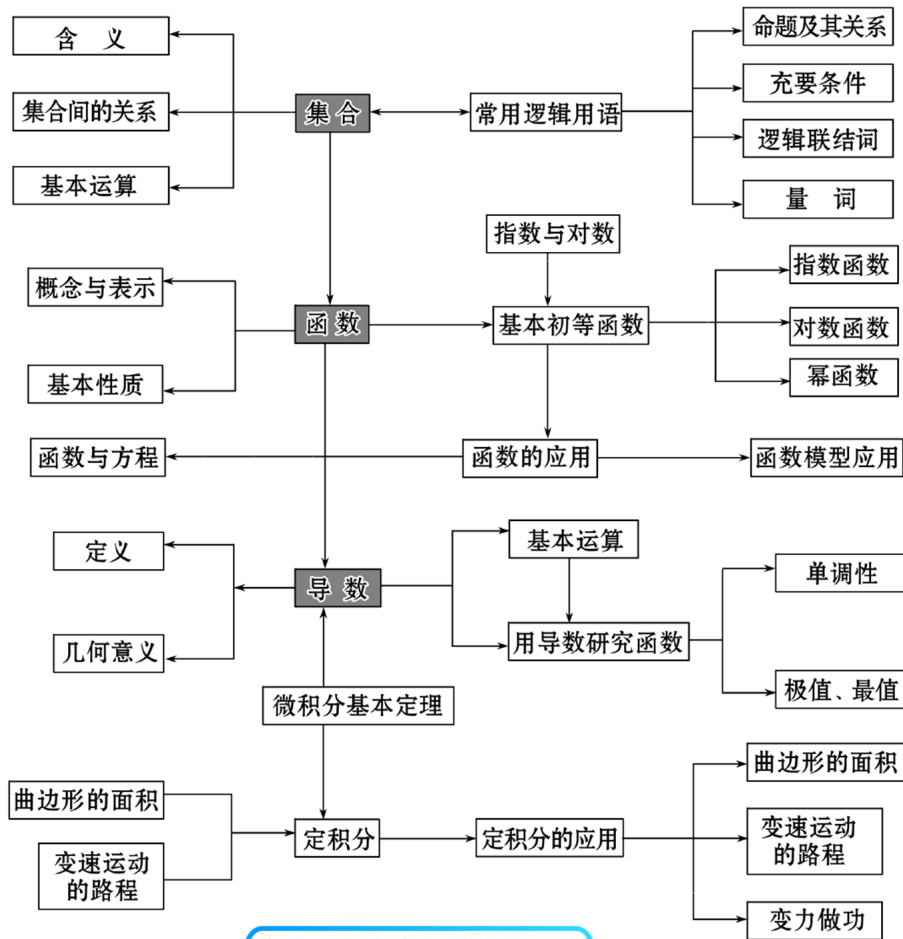 含 义
集合间的关系
基本运算
集合
常用逻辑用语
命题及其关系
充要条件
逻辑联结词
量 词
指数与对数
概念与表示
基本性质
函数
基本初等函数
指数函数
对数函数
幂函数
函数与方程
函数的应用
函数模型应用
定义
几何意义
导数
基本运算
用导数研究函数
单调性
极值、最值
微积分基本定理
曲边形的面积
变速运动
的路程
定积分
定积分的应用
曲边形的面积
变速运动
的路程
变力做功